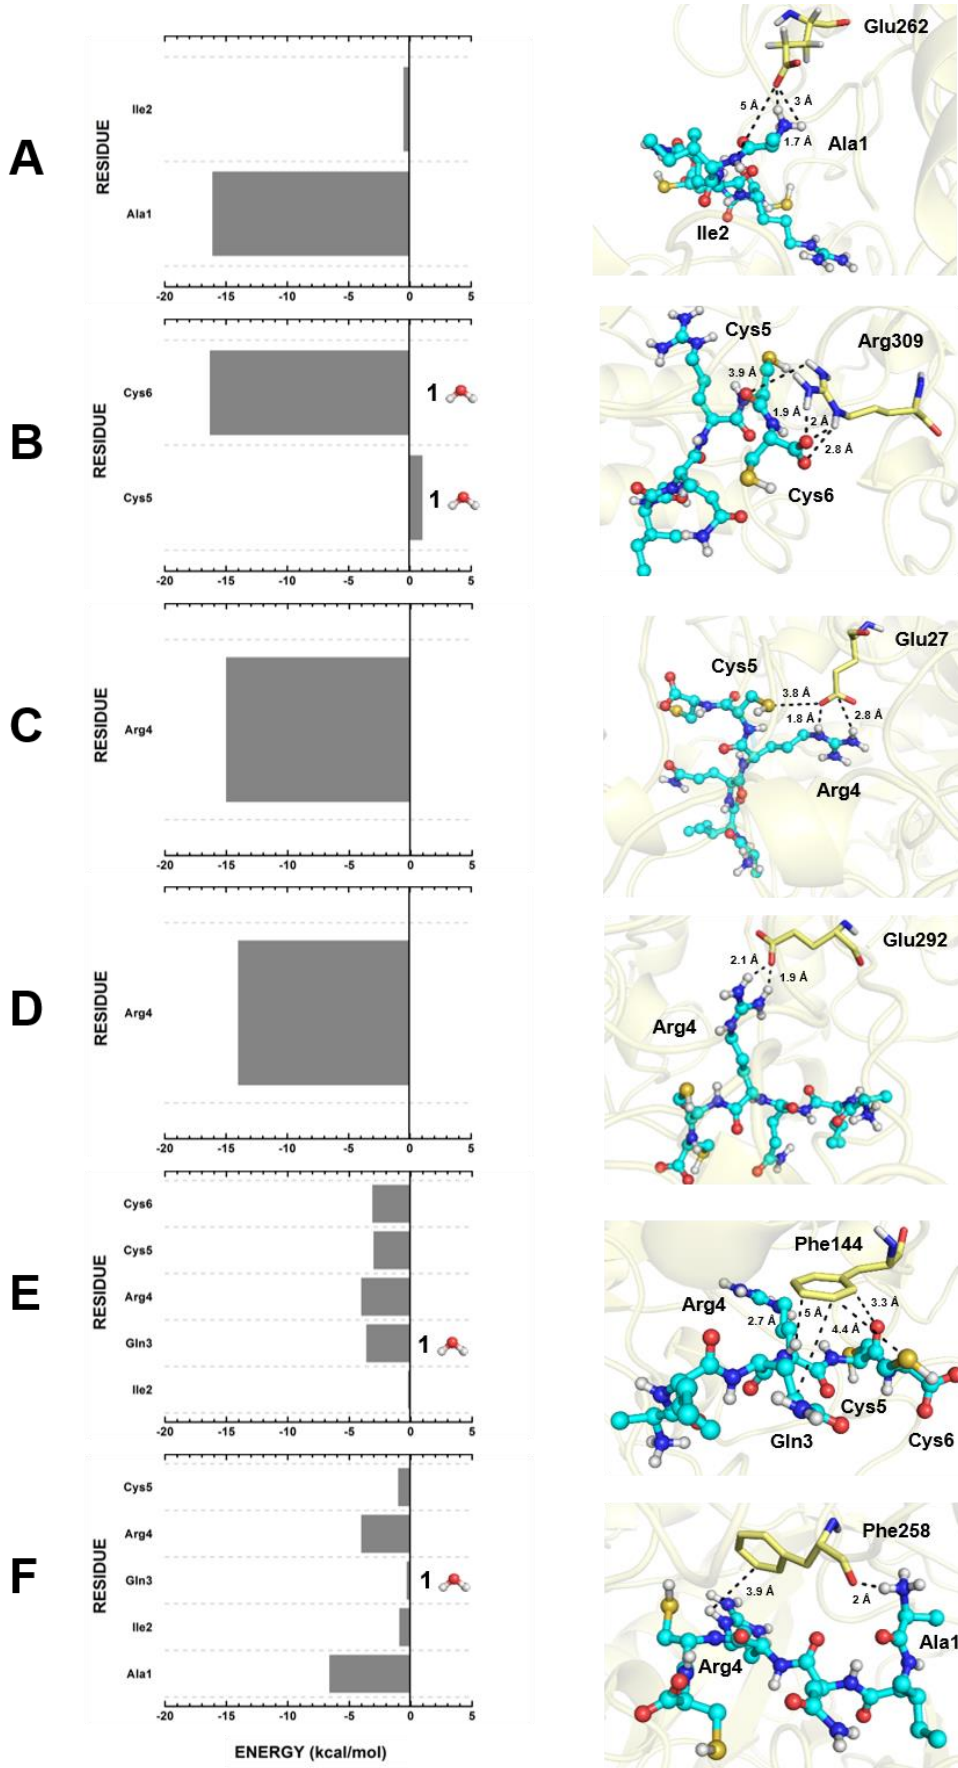 A
RESIDUE
Ile2
Ala1
-20 -15 -10 -5 0 5
Glu262
5 Å
3 Å
1.7 Å
Ala1
Ile2
B
RESIDUE
Cys6
1
Cys5
1
-20 -15 -10 -5 0 5
Cys5
Arg309
3.9 Å
1.9 Å
2 Å
2.8 Å
Cys6
C
RESIDUE
Arg4
-20 -15 -10 -5 0 5
Glu27
Cys5
3.8 Å
1.8 Å
2.8 Å
Arg4
D
RESIDUE
Arg4
-20 -15 -10 -5 0 5
Glu292
2.1 Å
1.9 Å
Arg4
E
RESIDUE
Cys6
Cys5
Arg4
Gln3
1
Ile2
-20 -15 -10 -5 0 5
Phe144
Arg4
3.3 Å
5 Å
2.7 Å
4.4 Å
Cys5
Gln3
Cys6
F
RESIDUE
Cys5
Arg4
Gln3
1
Ile2
Ala1
-20 -15 -10 -5 0 5
ENERGY (kcal/mol)
Phe258
3.9 Å
2 Å
Ala1
Arg4